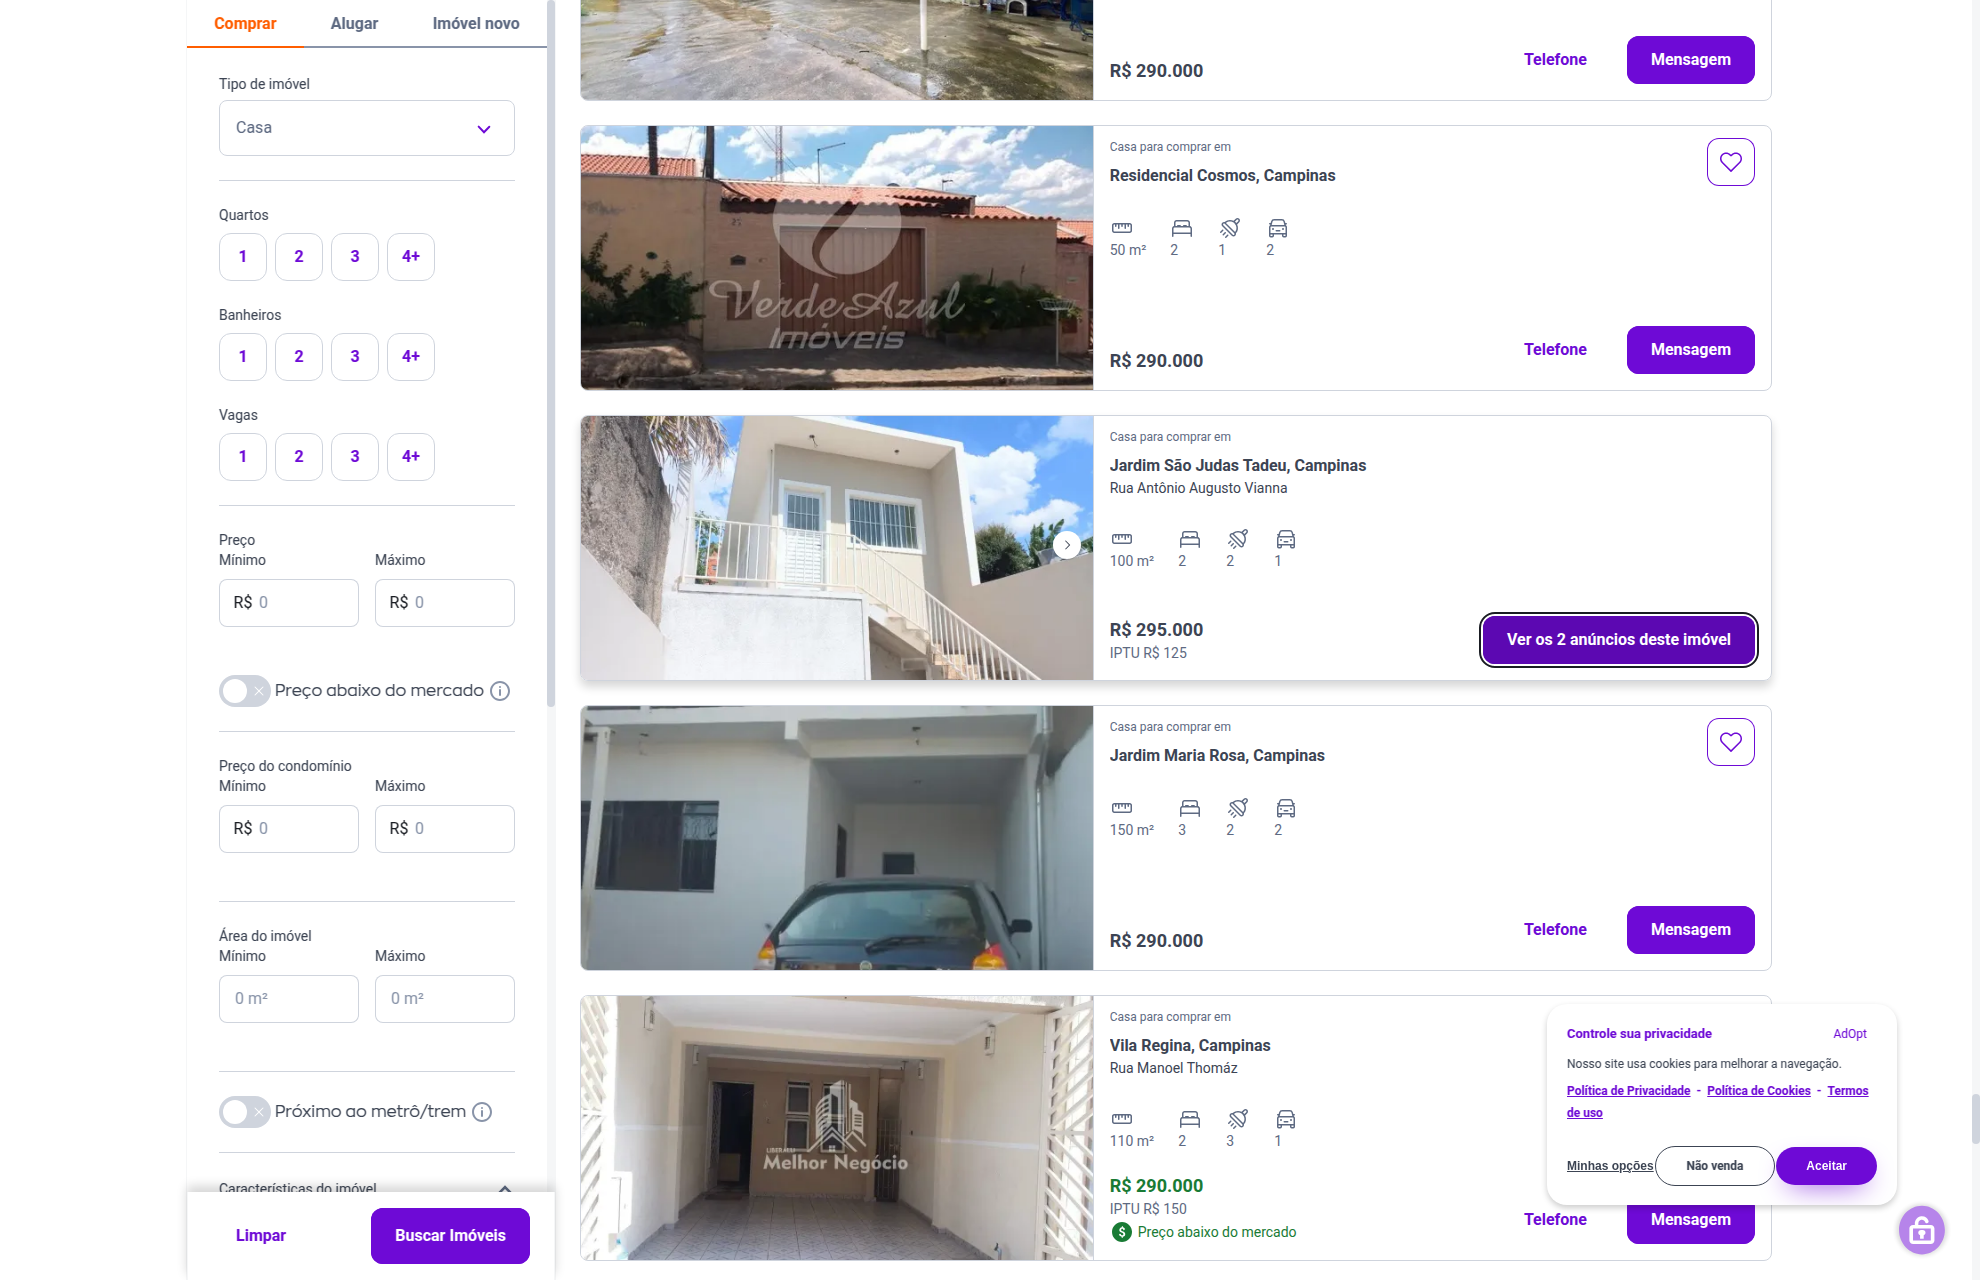 Comprar
Alugar
Imóvel novo
Tipo de imóvel
Casa
Quartos
1
2
3
4+
Banheiros
1
2
3
4+
Vagas
1
2
3
4+
Preço
Mínimo
Máximo
R$ 0
R$ 0
Preço abaixo do mercado
Preço do condomínio
Mínimo
Máximo
R$ 0
R$ 0
Área do imóvel
Mínimo
Máximo
0 m²
0 m²
Próximo ao metrô/trem
Características do imóvel
Limpar
Buscar Imóveis
R$ 290.000
Telefone
Mensagem
VerdeAzul
Imóveis
Casa para comprar em
Residencial Cosmos, Campinas
50 m²
2
1
2
R$ 290.000
Telefone
Mensagem
Casa para comprar em
Jardim São Judas Tadeu, Campinas
Rua Antônio Augusto Vianna
100 m²
2
2
1
R$ 295.000
IPTU R$ 125
Ver os 2 anúncios deste imóvel
Casa para comprar em
Jardim Maria Rosa, Campinas
150 m²
3
2
2
R$ 290.000
Telefone
Mensagem
Melhor Negócio
Casa para comprar em
Vila Regina, Campinas
Rua Manoel Thomáz
110 m²
2
3
1
R$ 290.000
IPTU R$ 150
Preço abaixo do mercado
Telefone
Mensagem
Controle sua privacidade
AdOpt
Nosso site usa cookies para melhorar a navegação.
Política de Privacidade - Política de Cookies - Termos
de uso
Minhas opções
Não venda
Aceitar